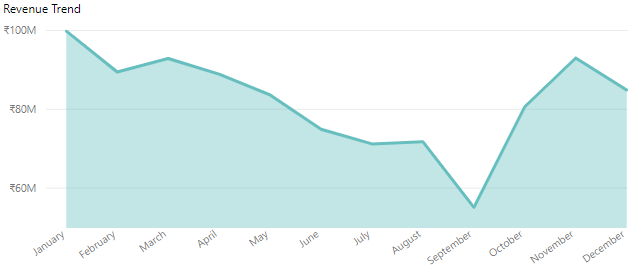 Revenue Trend
₹100M
₹80M
₹60M
January
February
March
April
May
June
July
August
September
October
November
December